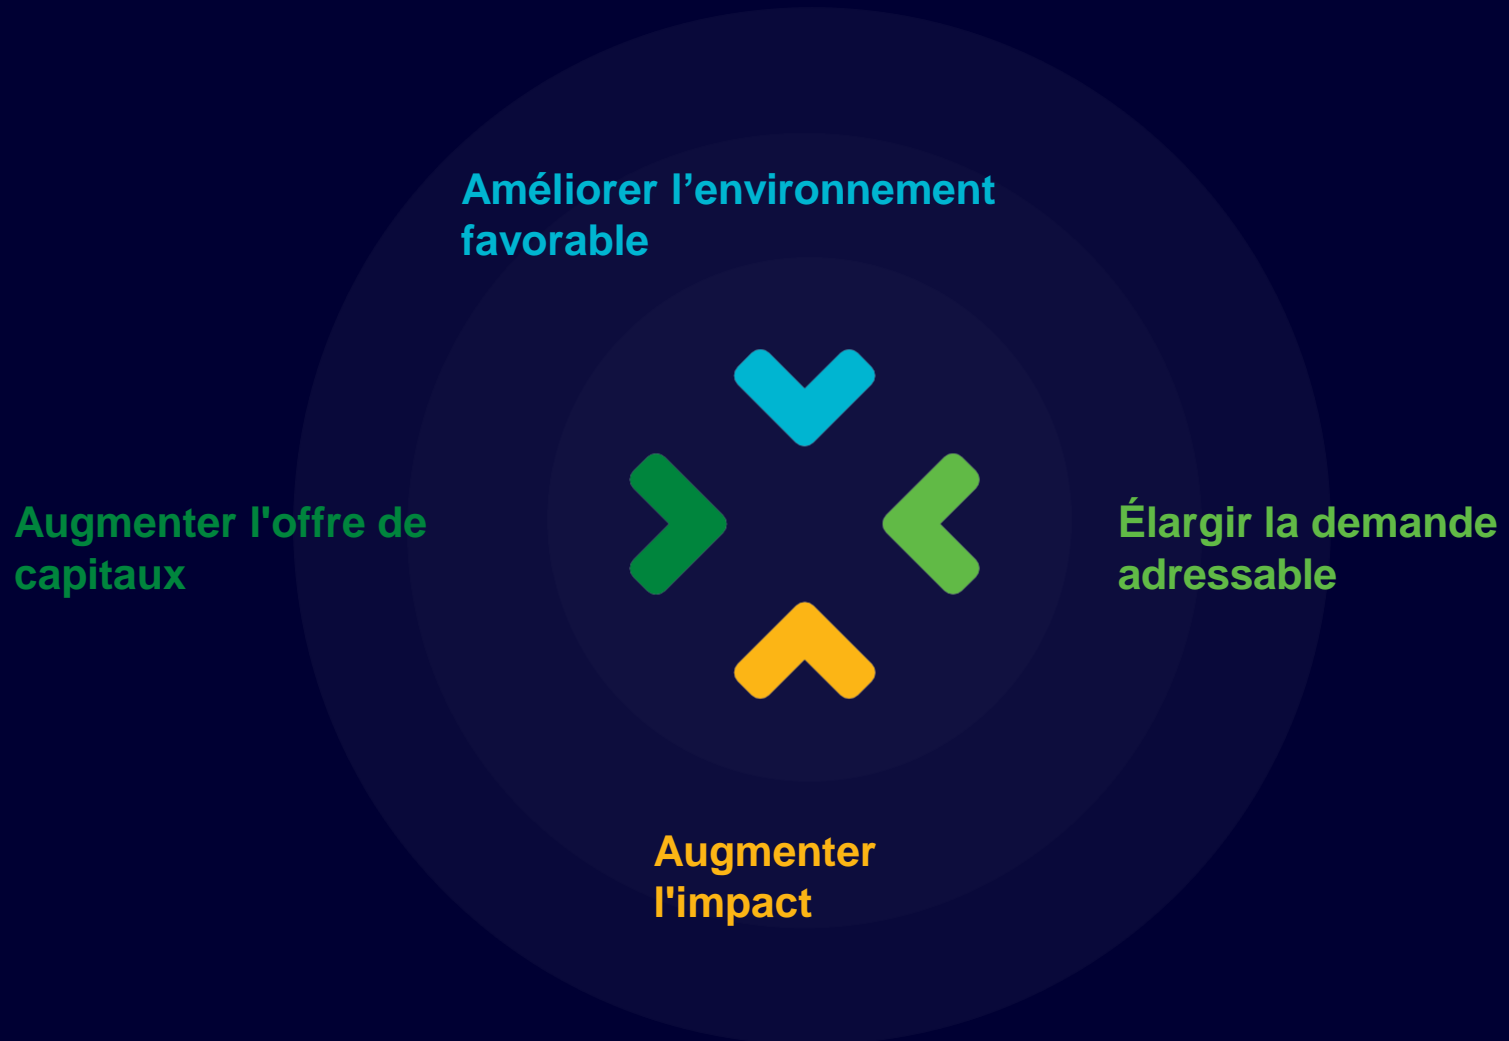 Améliorer l’environnement
favorable
Augmenter l'offre de
capitaux
Élargir la demande
adressable
Augmenter
l'impact